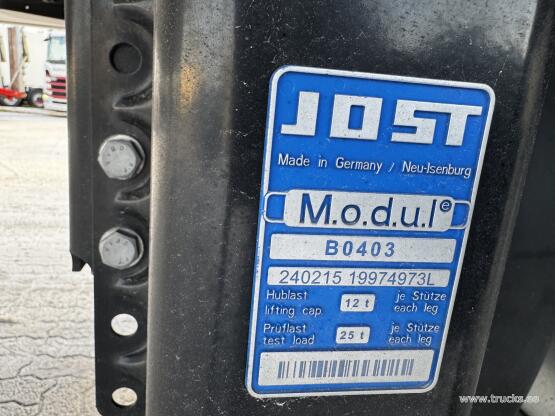 JOST
Made in Germany / Neu-Isenburg
M.o.d.u.l e
B0403
240215 19974973L
Hublast 12 t je Stütze
lifting cap. each leg
Prüflast 25 t je Stütze
test load each leg
www.trucks.ee